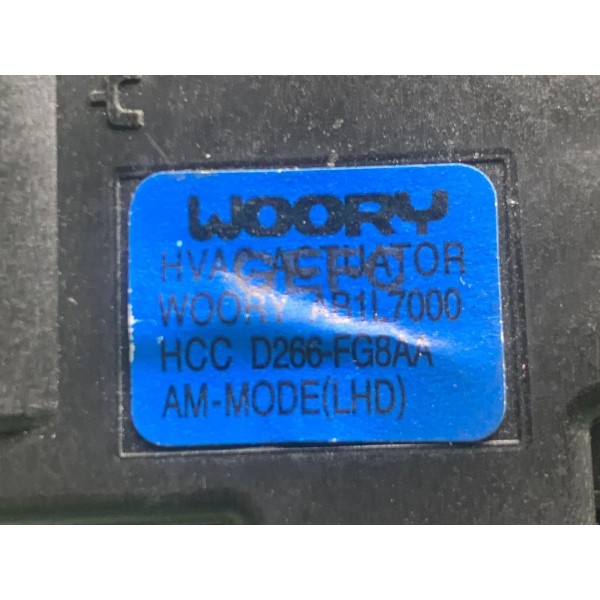 WOORY
HVAC ACTUATOR
WOORY AB1L7000
HCC D266-FG8AA
AM-MODE(LHD)